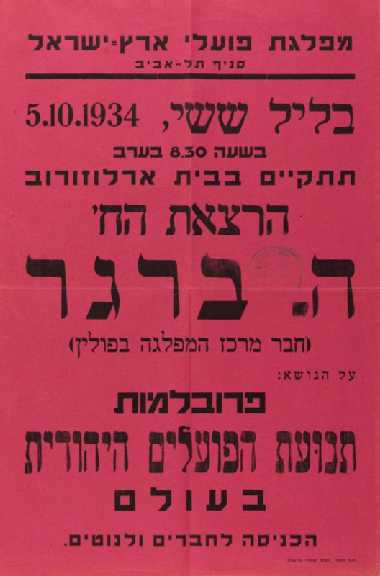 מפלגת פועלי ארץ-ישראל
סניף תל-אביב
בליל ששי, 5.10.1934
בשעה 8.30 בערב
תתקיים בבית ארלוזורוב
הרצאת הח'
ה. ברגר
(חבר מרכז המפלגה בפולין)
על הנושא:
פרובלמות
תנועת הפועלים היהודית
בעולם
הכניסה לחברים ולנוטים.